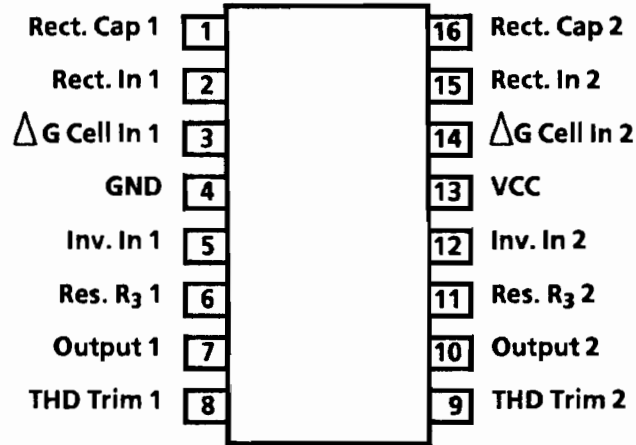 Rect. Cap 1 1 16 Rect. Cap 2
Rect. In 1 2 15 Rect. In 2
ΔG Cell In 1 3 14 ΔG Cell In 2
GND 4 13 VCC
Inv. In 1 5 12 Inv. In 2
Res. R₃ 1 6 11 Res. R₃ 2
Output 1 7 10 Output 2
THD Trim 1 8 9 THD Trim 2